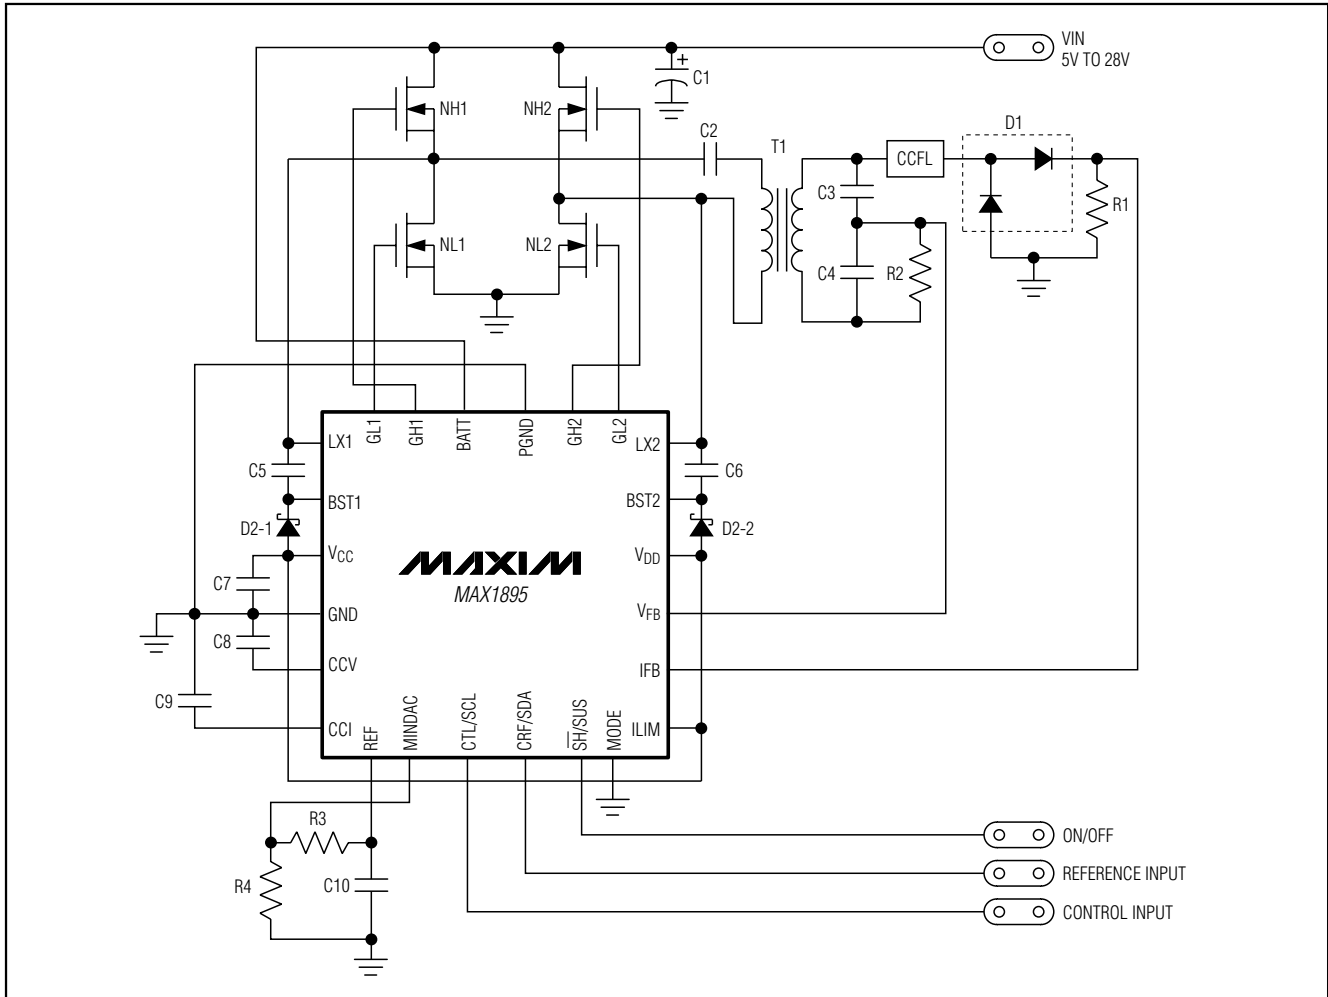 VIN
5V TO 28V
+
C1
NH1
NH2
C2
T1
D1
CCFL
C3
R1
NL1
NL2
C4
R2
GL1
GH1
BATT
PGND
GH2
GL2
LX1
LX2
C5
C6
BST1
BST2
D2-1
D2-2
VCC
VDD
MAXIM
MAX1895
C7
GND
VFB
C8
CCV
IFB
C9
CCI
REF
MINDAC
CTL/SCL
CRF/SDA
SH/SUS
MODE
ILIM
R3
ON/OFF
R4
C10
REFERENCE INPUT
CONTROL INPUT